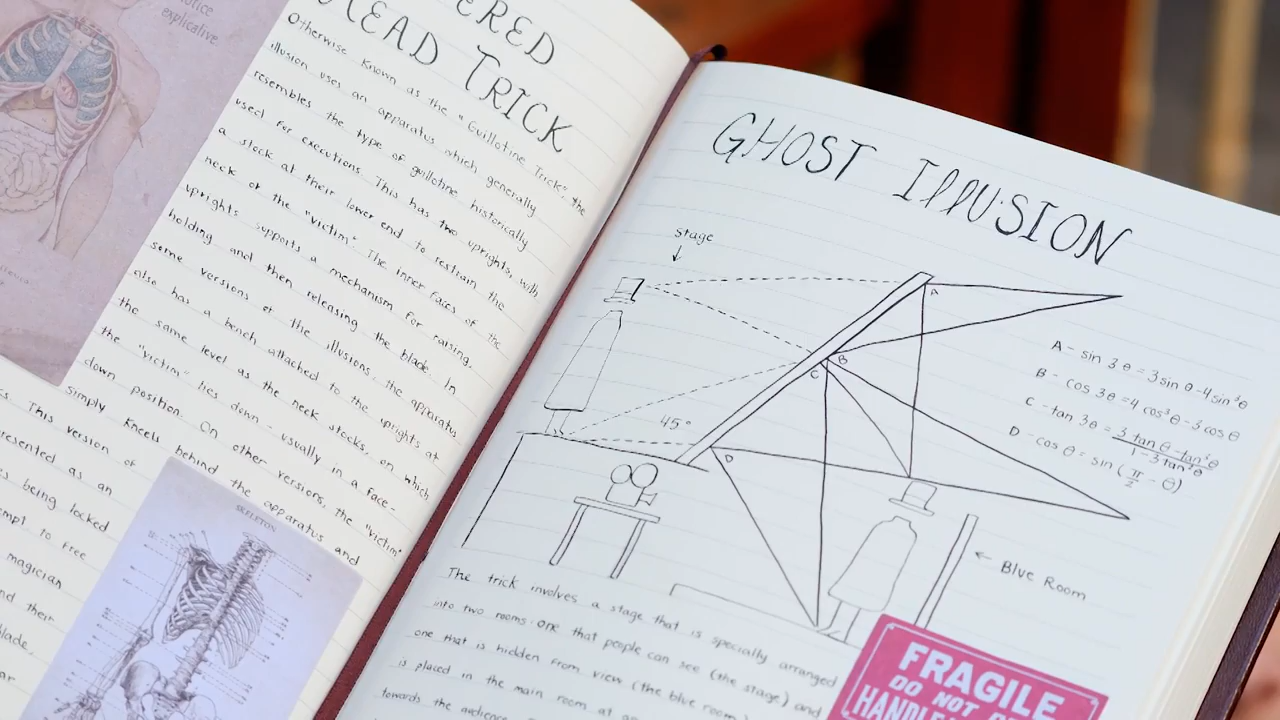 otice
explicative.
ERED
EAD TRICK
Otherwise known as the "Guillotine Trick" the
illusion uses an apparatus which generally
resembles the type of guillotine historically
used for executions. This has two uprights, with
a stock at their lower end to restrain the
neck of the "victim". The inner faces of the
uprights supports a mechanism for raising,
holding and then releasing the blade. In
some versions of the illusions, the apparatus
also has a bench attached to the uprights at
the same level as the neck stocks, on which
the "victim" lies down - usually in a face-
down position. On other versions, the "victim"
simply kneels behind the apparatus and
s. This version of
resented as an
s being locked
empt to free
magician
nd their
blade,
ar
SKELETON
GHOST ILLUSION
stage
A
B
C
45°
D
A - sin 3θ = 3 sin θ - 4 sin³θ
B - cos 3θ = 4 cos³θ - 3 cos θ
C - tan 3θ = 3 tan θ - tan³θ / 1 - 3 tan²θ
D - cos θ = sin (π/2 - θ)
← Blue Room
The trick involves a stage that is specially arranged
into two rooms: one that people can see (the stage) and
one that is hidden from view (the blue room)
is placed in the main room at an
towards the audience
FRAGILE
DO NOT
HANDLE